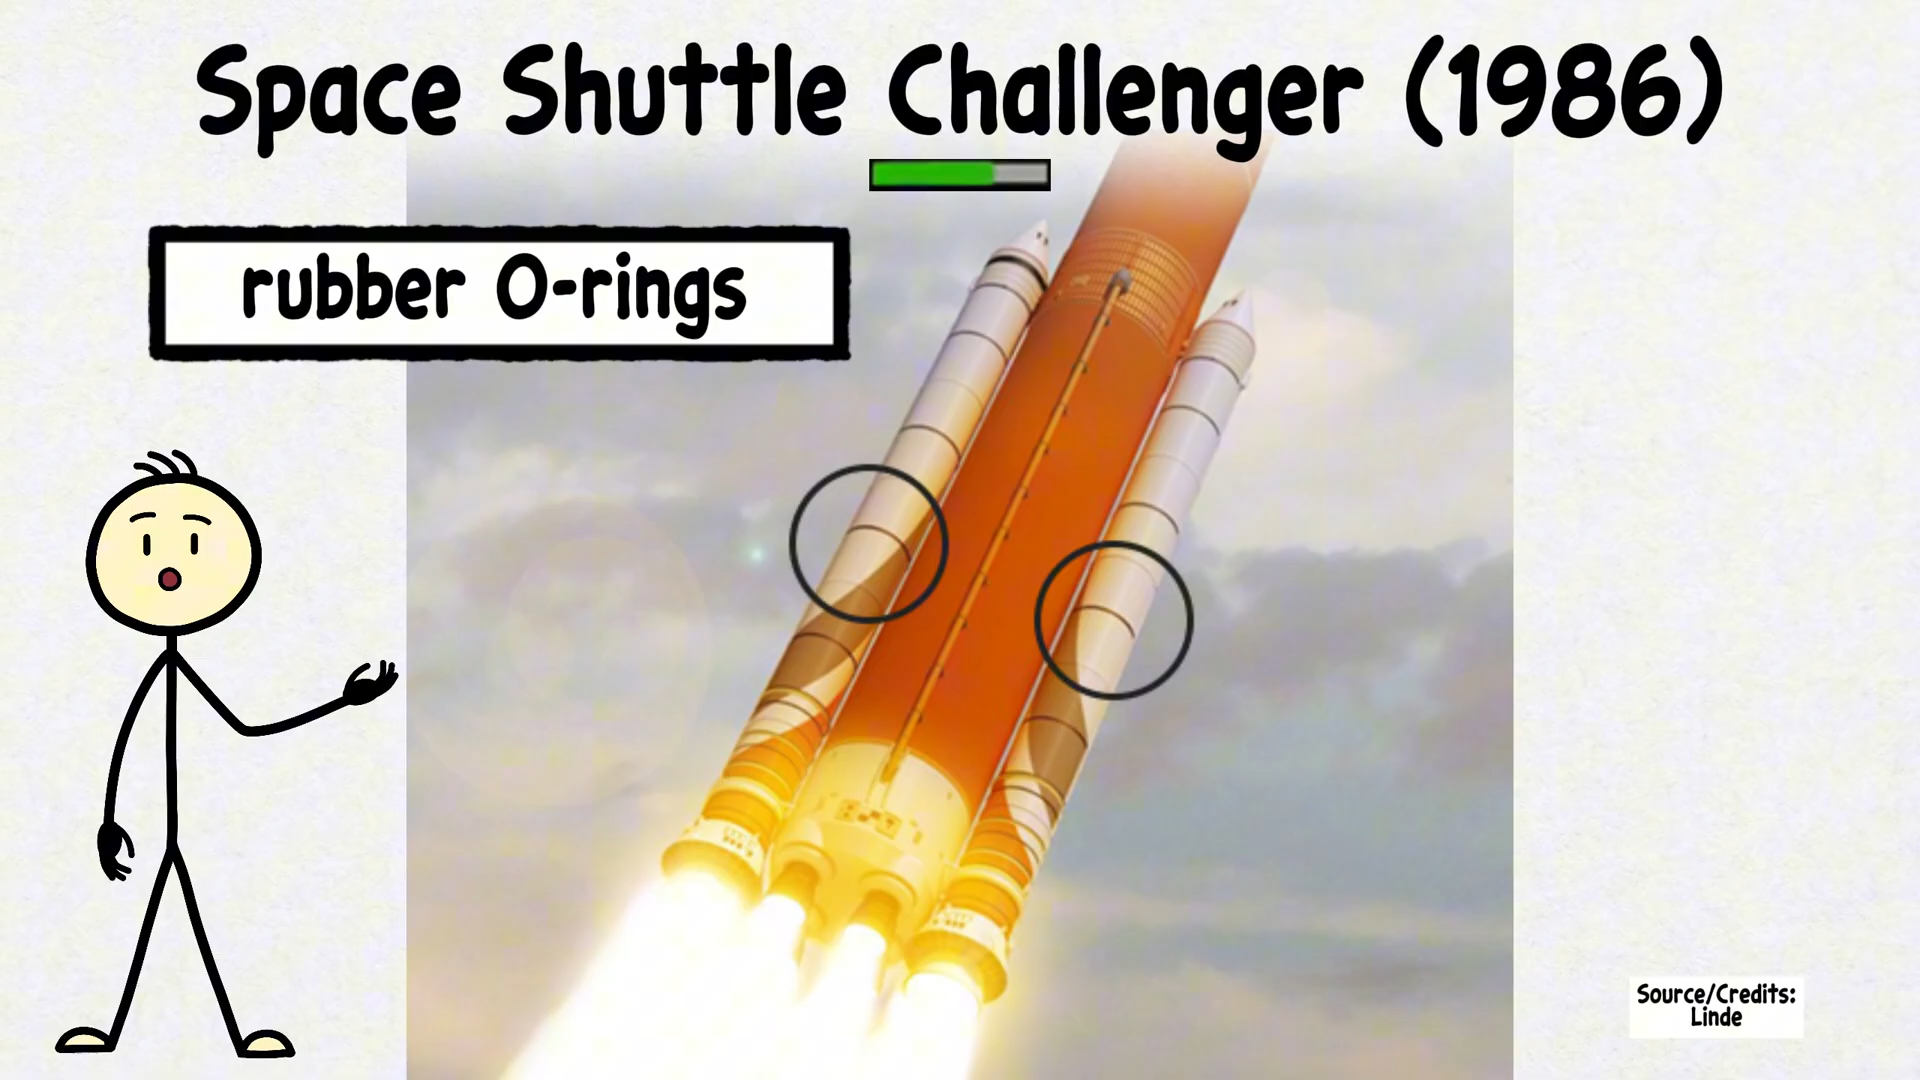 Space Shuttle Challenger (1986)
rubber O-rings
Source/Credits:
Linde